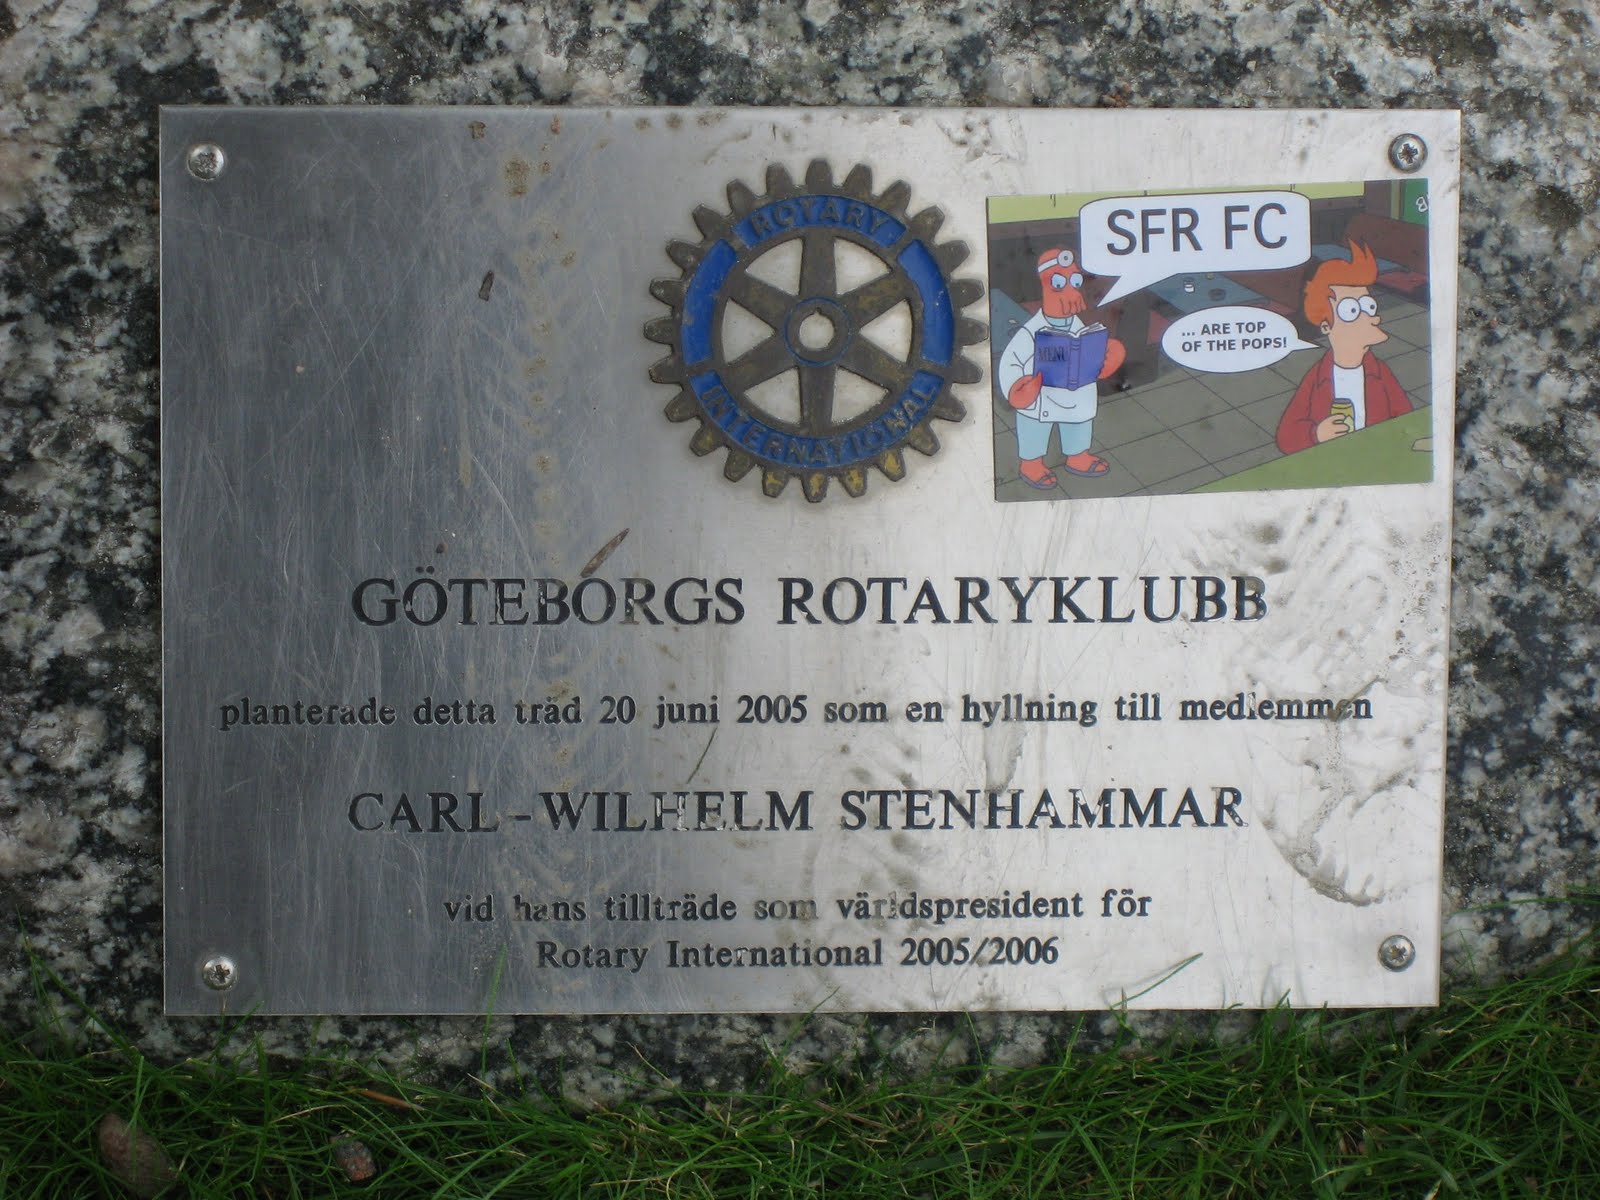 ROTARY
INTERNATIONAL
SFR FC
MENU
... ARE TOP
OF THE POPS!
GÖTEBORGS ROTARYKLUBB
planterade detta träd 20 juni 2005 som en hyllning till medlemmen
CARL-WILHELM STENHAMMAR
vid hans tillträde som världspresident för
Rotary International 2005/2006